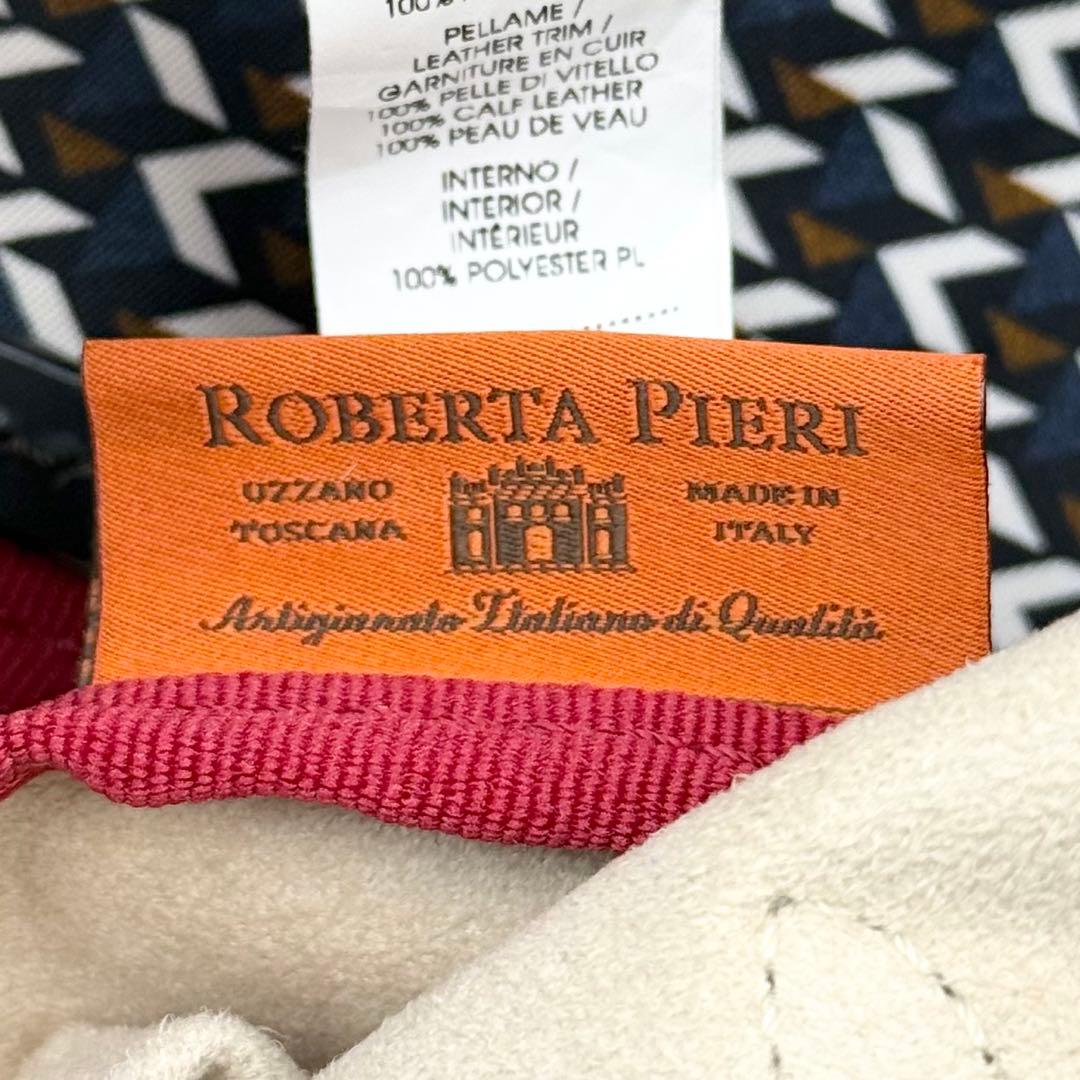 100%
PELLAME /
LEATHER TRIM /
GARNITURE EN CUIR
100% PELLE DI VITELLO
100% CALF LEATHER
100% PEAU DE VEAU
INTERNO /
INTERIOR /
INTÉRIEUR
100% POLYESTER PL
ROBERTA PIERI
UZZANO
TOSCANA
MADE IN
ITALY
Artigianato Italiano di Qualità